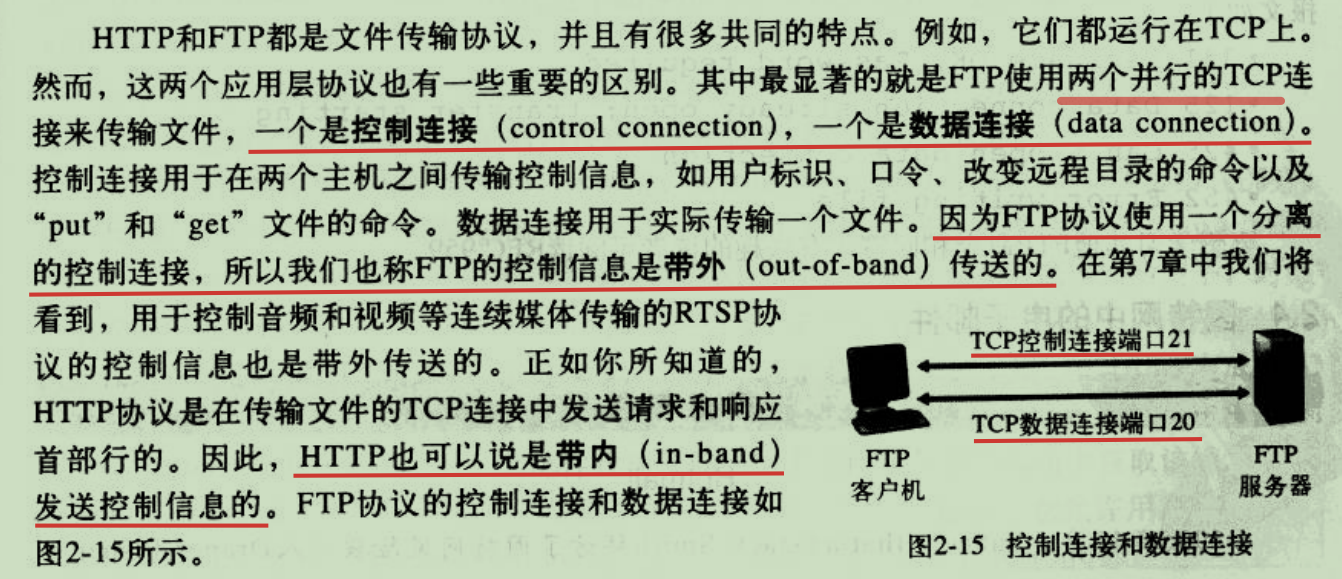 HTTP和FTP都是文件传输协议，并且有很多共同的特点。例如，它们都运行在TCP上。
然而，这两个应用层协议也有一些重要的区别。其中最显著的就是FTP使用两个并行的TCP连
接来传输文件，一个是控制连接（control connection），一个是数据连接（data connection）。
控制连接用于在两个主机之间传输控制信息，如用户标识、口令、改变远程目录的命令以及
“put”和“get”文件的命令。数据连接用于实际传输一个文件。因为FTP协议使用一个分离
的控制连接，所以我们也称FTP的控制信息是带外（out-of-band）传送的。在第7章中我们将
看到，用于控制音频和视频等连续媒体传输的RTSP协
议的控制信息也是带外传送的。正如你所知道的，
HTTP协议是在传输文件的TCP连接中发送请求和响应
首部行的。因此，HTTP也可以说是带内（in-band）
发送控制信息的。FTP协议的控制连接和数据连接如
图2-15所示。
TCP控制连接端口21
TCP数据连接端口20
FTP
客户机
FTP
服务器
图2-15 控制连接和数据连接